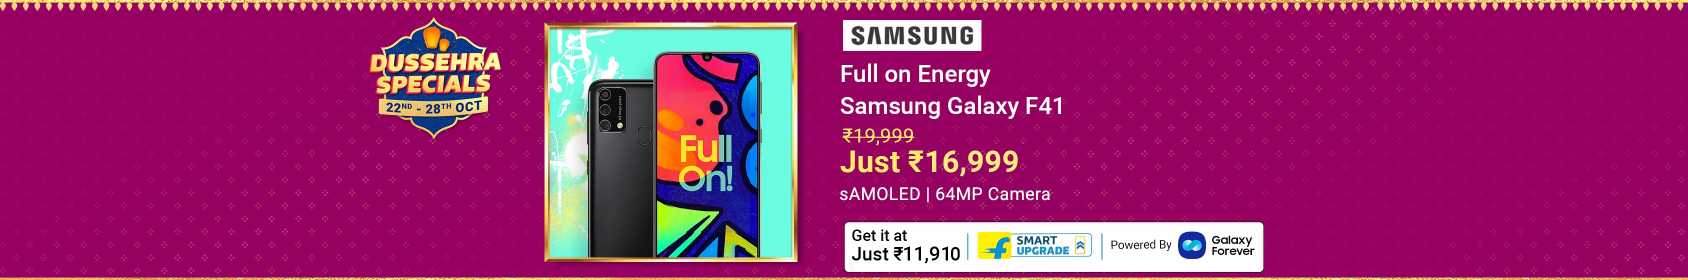 DUSSEHRA
SPECIALS
22ND - 28TH OCT
Full
On!
SAMSUNG
Full on Energy
Samsung Galaxy F41
₹19,999
Just ₹16,999
sAMOLED | 64MP Camera
Get it at
Just ₹11,910
SMART
UPGRADE
Powered By
Galaxy
Forever